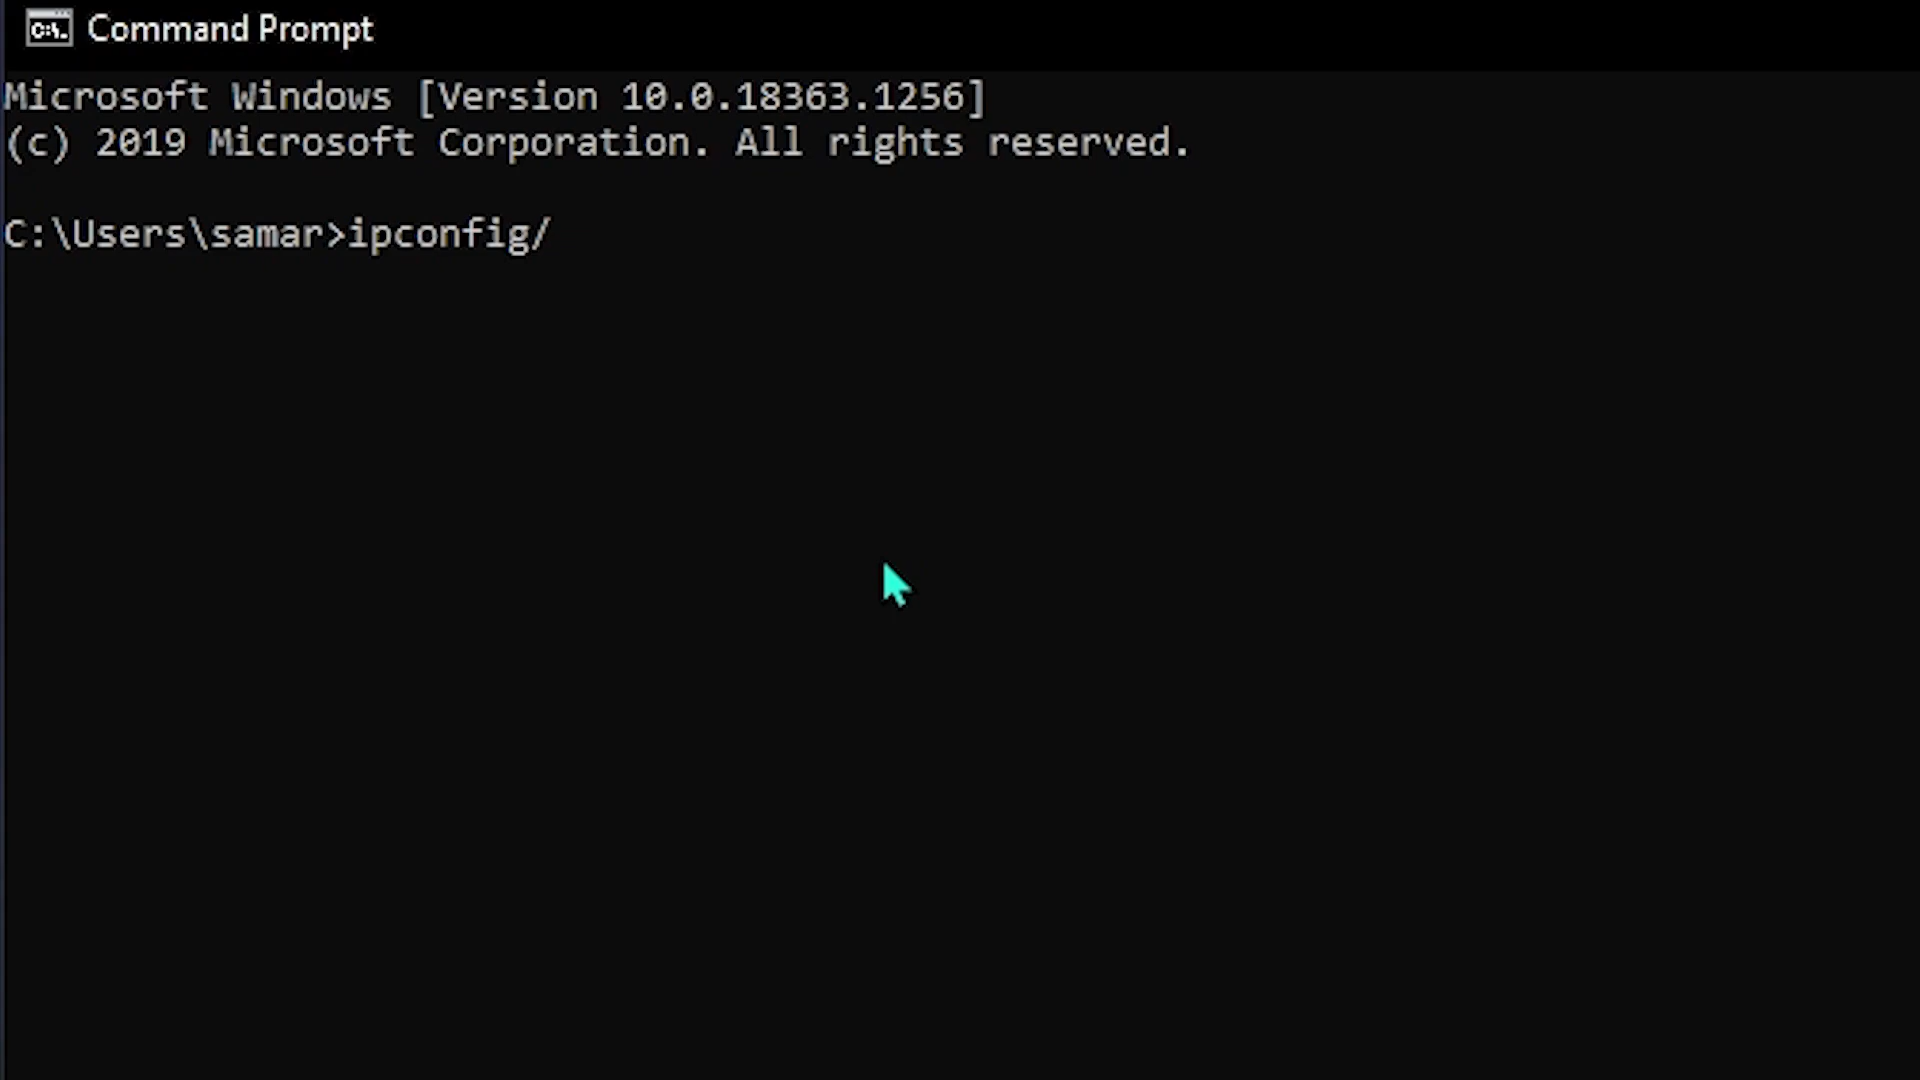 Command Prompt
Microsoft Windows [Version 10.0.18363.1256]
(c) 2019 Microsoft Corporation. All rights reserved.
C:\Users\samar>ipconfig/